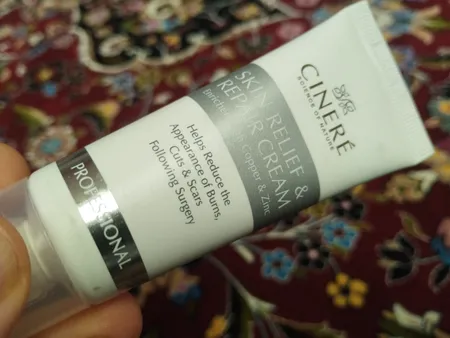 CINERÉ
SCIENCE OF NATURE
SKIN RELIEF &
REPAIR CREAM
Copper & Zinc
Helps Reduce the
Appearance of Burns,
Cuts & Scars
Following Surgery
PROFESSIONAL